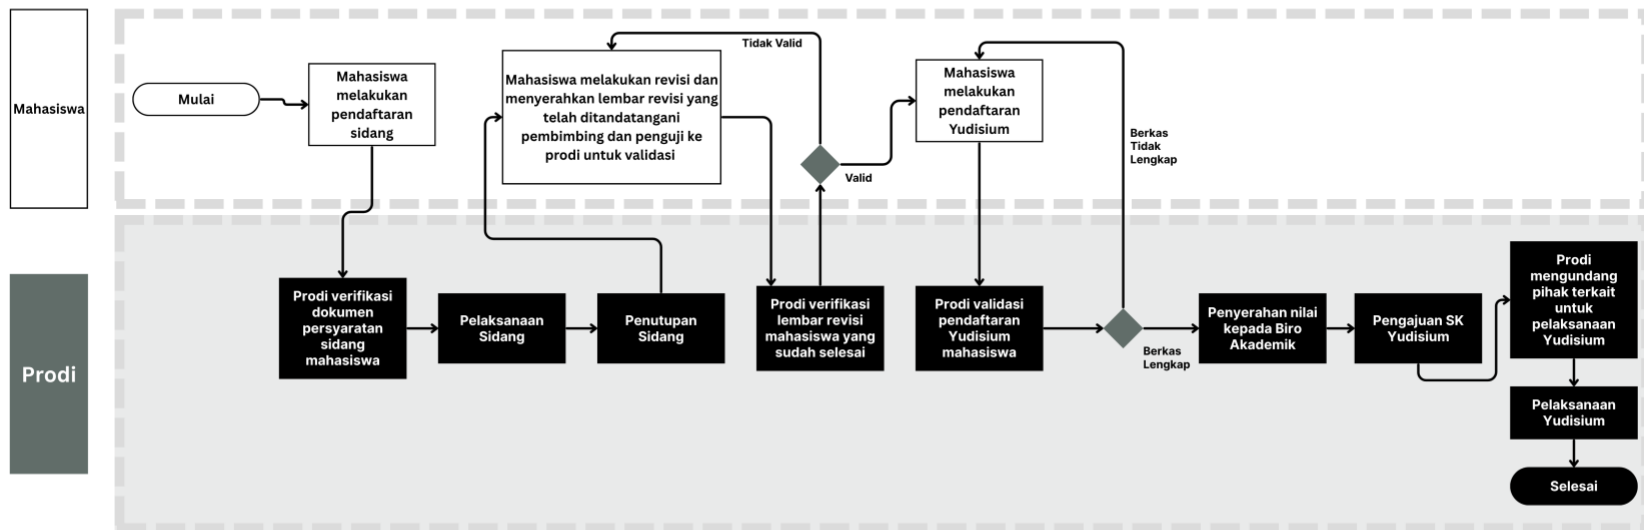 Mahasiswa
Mulai
Mahasiswa
melakukan
pendaftaran
sidang
Mahasiswa melakukan revisi dan
menyerahkan lembar revisi yang
telah ditandatangani
pembimbing dan penguji ke
prodi untuk validasi
Tidak Valid
Valid
Mahasiswa
melakukan
pendaftaran
Yudisium
Berkas
Tidak
Lengkap
Prodi
Prodi verifikasi
dokumen
persyaratan
sidang
mahasiswa
Pelaksanaan
Sidang
Penutupan
Sidang
Prodi verifikasi
lembar revisi
mahasiswa yang
sudah selesai
Prodi validasi
pendaftaran
Yudisium
mahasiswa
Berkas
Lengkap
Penyerahan nilai
kepada Biro
Akademik
Pengajuan SK
Yudisium
Prodi
mengundang
pihak terkait
untuk
pelaksanaan
Yudisium
Pelaksanaan
Yudisium
Selesai